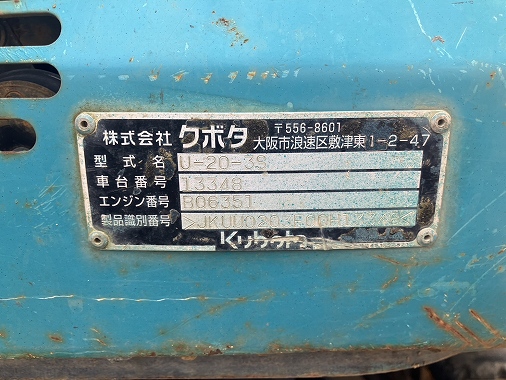 株式会社 クボタ 〒556-8601
大阪市浪速区敷津東1-2-47
型式名 U-20-3S
車台番号 13348
エンジン番号 R06351
製品識別番号
Kubota